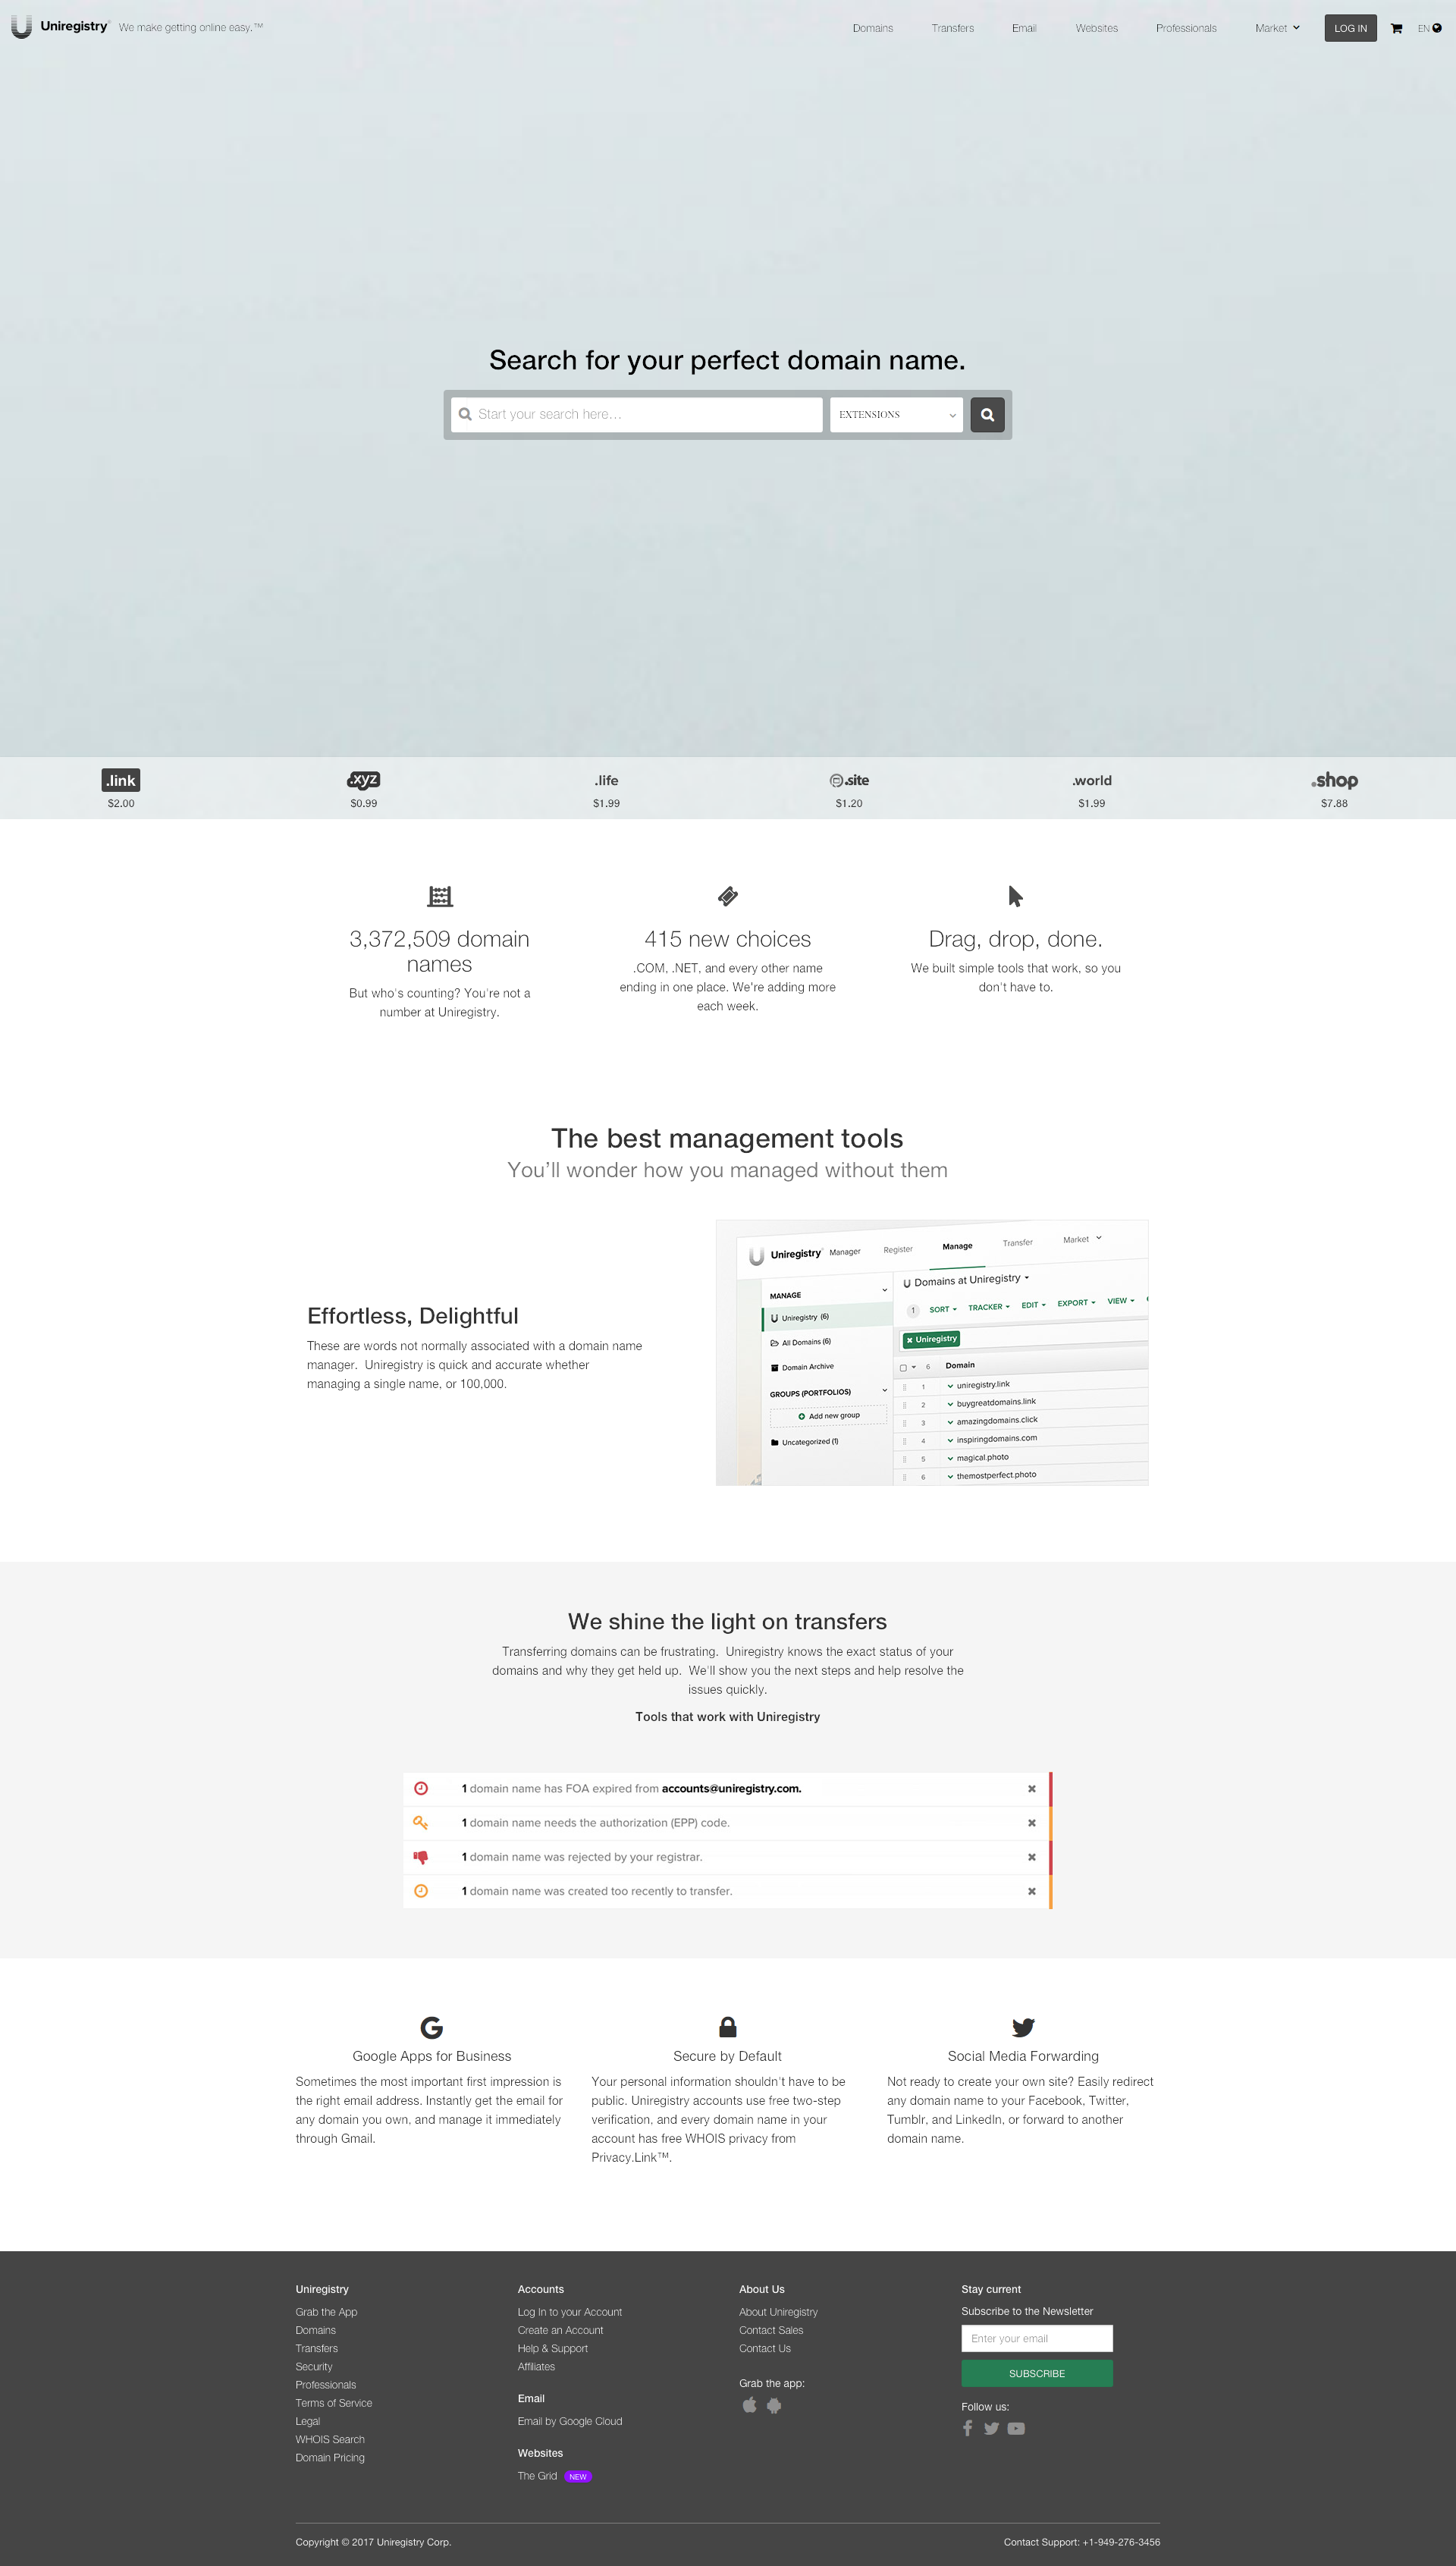 Uniregistry We make getting online easy.™
Domains Transfers Email Websites Professionals Market LOG IN EN
Search for your perfect domain name.
Start your search here... EXTENSIONS
.link .xyz .life .site .world .shop
$2.00 $0.99 $1.99 $1.20 $1.99 $7.88
3,372,509 domain
names
But who's counting? You're not a
number at Uniregistry.
415 new choices
.COM, .NET, and every other name
ending in one place. We're adding more
each week.
Drag, drop, done.
We built simple tools that work, so you
don't have to.
The best management tools
You'll wonder how you managed without them
Effortless, Delightful
These are words not normally associated with a domain name
manager. Uniregistry is quick and accurate whether
managing a single name, or 100,000.
Uniregistry Manager Register Manage Transfer Market
MANAGE
Uniregistry (6)
All Domains (6)
Domain Archive
GROUPS (PORTFOLIOS)
Add new group
Uncategorized (1)
Domains at Uniregistry
1 SORT TRACKER EDIT EXPORT VIEW
Uniregistry
6 Domain
1 uniregistry.link
2 buygreatdomains.link
3 amazingdomains.click
4 inspiringdomains.com
5 magical.photo
6 themostperfect.photo
We shine the light on transfers
Transferring domains can be frustrating. Uniregistry knows the exact status of your
domains and why they get held up. We'll show you the next steps and help resolve the
issues quickly.
Tools that work with Uniregistry
1 domain name has FOA expired from accounts@uniregistry.com.
1 domain name needs the authorization (EPP) code.
1 domain name was rejected by your registrar.
1 domain name was created too recently to transfer.
Google Apps for Business
Sometimes the most important first impression is
the right email address. Instantly get the email for
any domain you own, and manage it immediately
through Gmail.
Secure by Default
Your personal information shouldn't have to be
public. Uniregistry accounts use free two-step
verification, and every domain name in your
account has free WHOIS privacy from
Privacy.Link™.
Social Media Forwarding
Not ready to create your own site? Easily redirect
any domain name to your Facebook, Twitter,
Tumblr, and LinkedIn, or forward to another
domain name.
Uniregistry
Grab the App
Domains
Transfers
Security
Professionals
Terms of Service
Legal
WHOIS Search
Domain Pricing
Accounts
Log In to your Account
Create an Account
Help & Support
Affiliates
Email
Email by Google Cloud
Websites
The Grid NEW
About Us
About Uniregistry
Contact Sales
Contact Us
Grab the app:
Stay current
Subscribe to the Newsletter
Enter your email
SUBSCRIBE
Follow us:
Copyright © 2017 Uniregistry Corp.
Contact Support: +1-949-276-3456